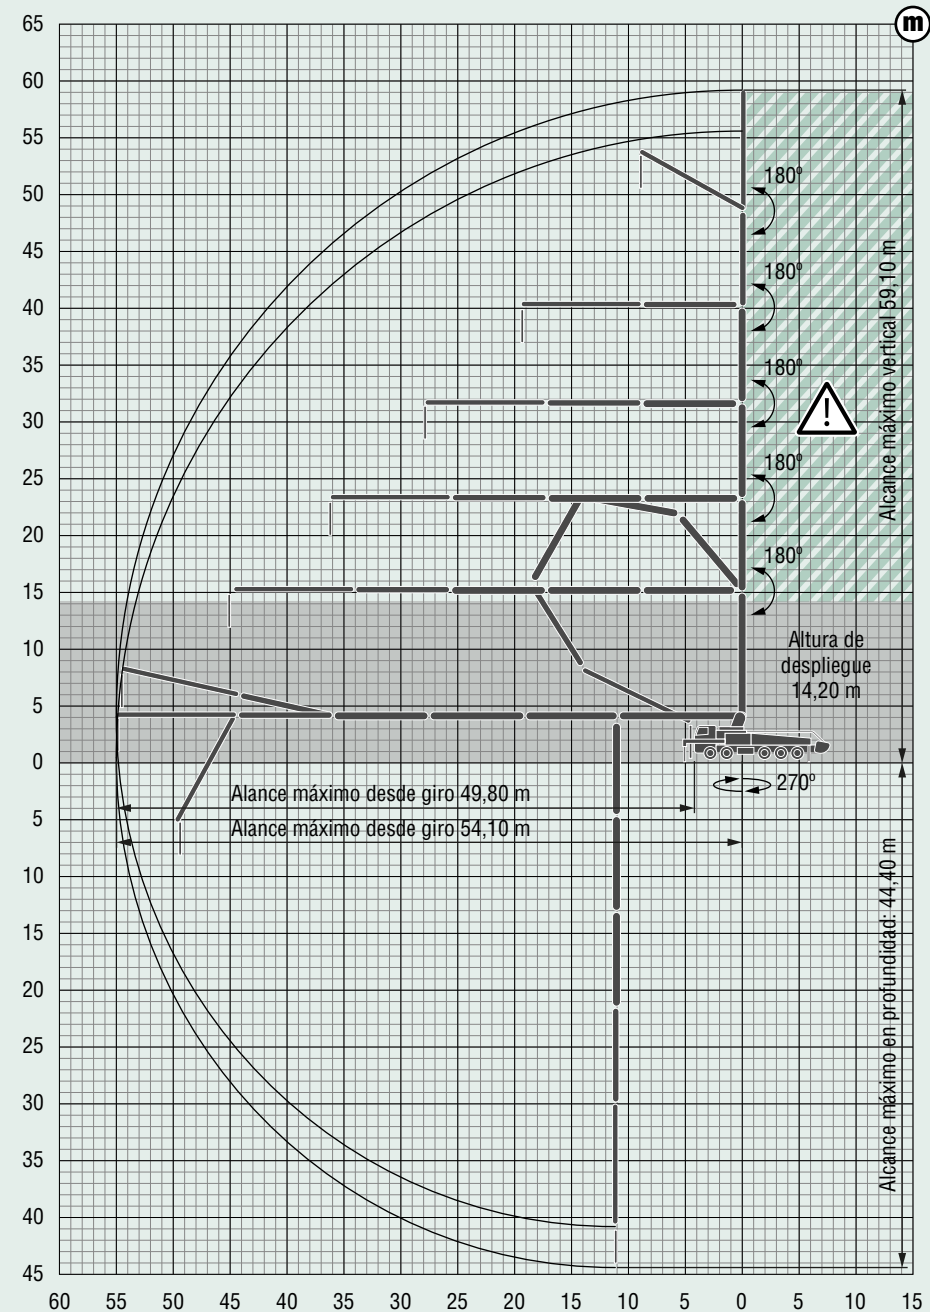 m
65
60
55
50
45
40
35
30
25
20
15
10
5
0
5
10
15
20
25
30
35
40
45
180º
180º
180º
180º
180º
Alcance máximo vertical 59,10 m
!
Altura de
despliegue
14,20 m
270º
Alance máximo desde giro 49,80 m
Alance máximo desde giro 54,10 m
Alcance máximo en profundidad: 44,40 m
60 55 50 45 40 35 30 25 20 15 10 5 0 5 10 15